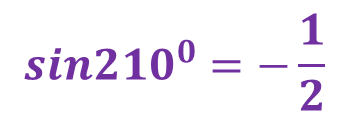 sin210⁰ = −1/2